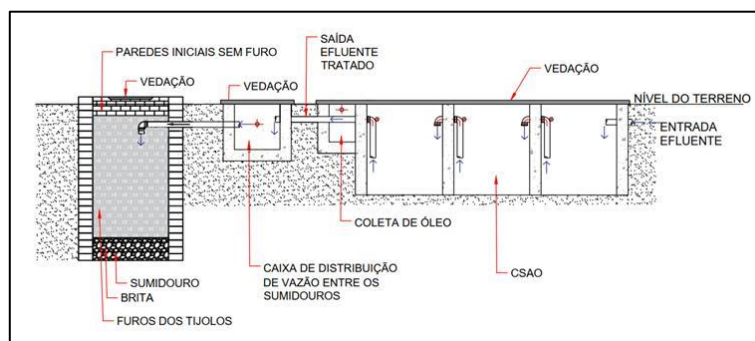 PAREDES INICIAIS SEM FURO
VEDAÇÃO
SAÍDA
EFLUENTE
TRATADO
VEDAÇÃO
VEDAÇÃO
NÍVEL DO TERRENO
ENTRADA
EFLUENTE
COLETA DE ÓLEO
CSAO
CAIXA DE DISTRIBUIÇÃO
DE VAZÃO ENTRE OS
SUMIDOUROS
SUMIDOURO
BRITA
FUROS DOS TIJOLOS